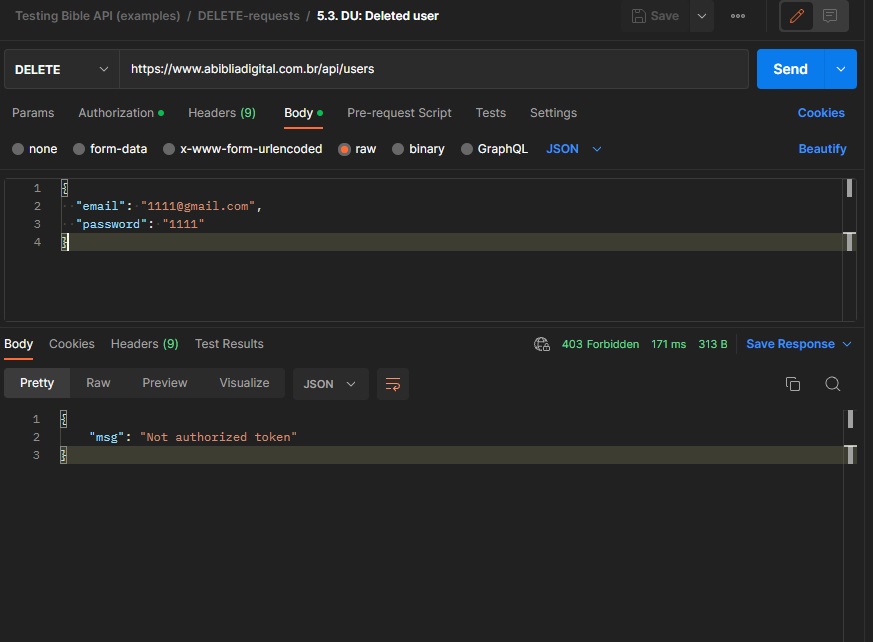 Testing Bible API (examples) / DELETE-requests / 5.3. DU: Deleted user
Save
DELETE
https://www.abibliadigital.com.br/api/users
Send
Params Authorization Headers (9) Body Pre-request Script Tests Settings Cookies
none form-data x-www-form-urlencoded raw binary GraphQL JSON Beautify
1 {
2 "email": "1111@gmail.com",
3 "password": "1111"
4 }
Body Cookies Headers (9) Test Results 403 Forbidden 171 ms 313 B Save Response
Pretty Raw Preview Visualize JSON
1 {
2 "msg": "Not authorized token"
3 }